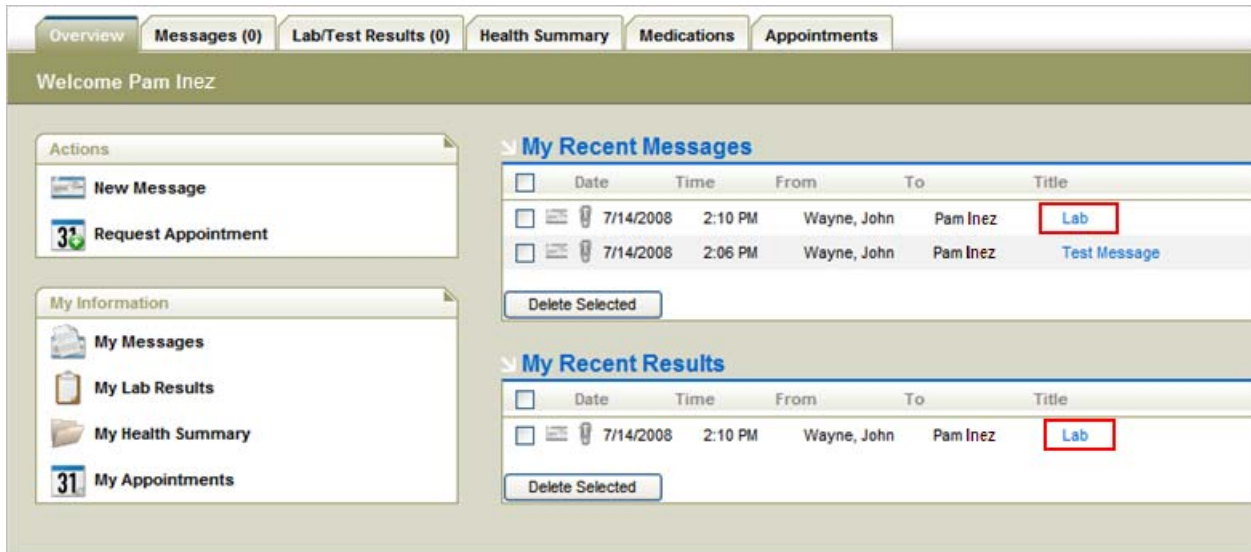 Overview Messages (0) Lab/Test Results (0) Health Summary Medications Appointments
Welcome Pam Inez
Actions
New Message
31 Request Appointment
My Information
My Messages
My Lab Results
My Health Summary
31 My Appointments
My Recent Messages
Date Time From To Title
7/14/2008 2:10 PM Wayne, John Pam Inez Lab
7/14/2008 2:06 PM Wayne, John Pam Inez Test Message
Delete Selected
My Recent Results
Date Time From To Title
7/14/2008 2:10 PM Wayne, John Pam Inez Lab
Delete Selected